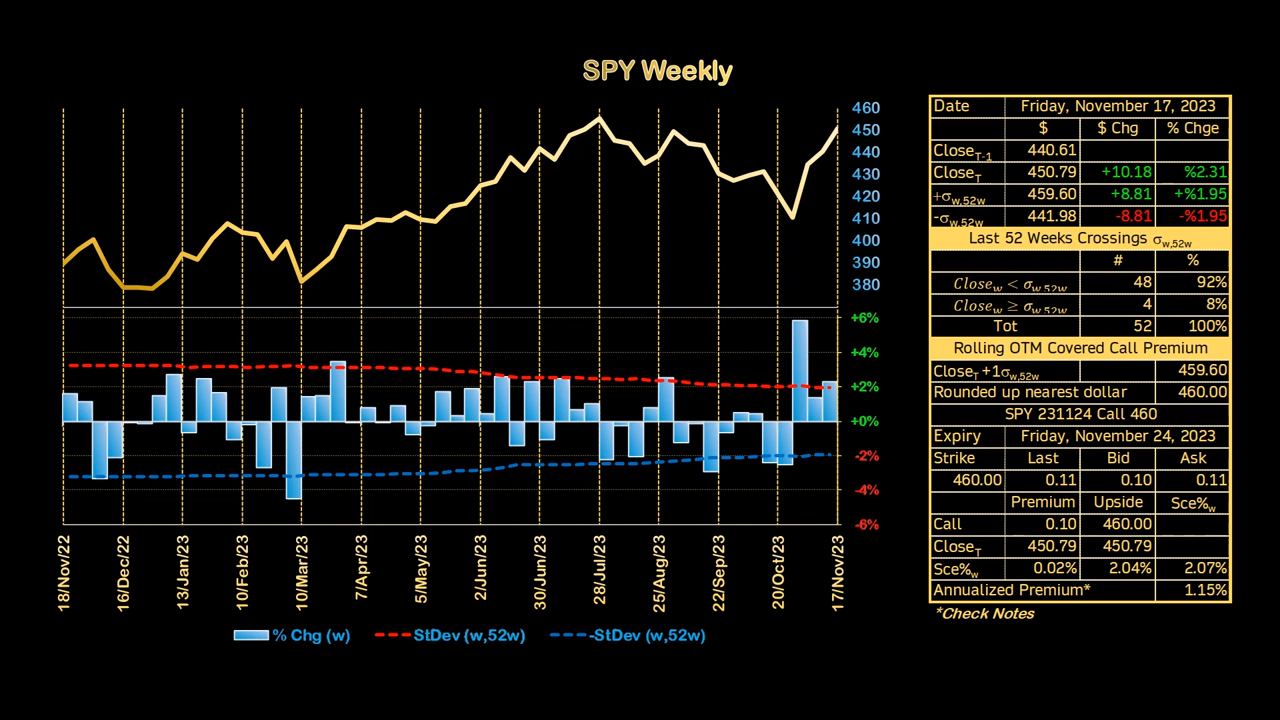 SPY Weekly
460
450
440
430
420
410
400
390
380
+6%
+4%
+2%
+0%
-2%
-4%
-6%
18/Nov/22 16/Dec/22 13/Jan/23 10/Feb/23 10/Mar/23 7/Apr/23 5/May/23 2/Jun/23 30/Jun/23 28/Jul/23 25/Aug/23 22/Sep/23 20/Oct/23 17/Nov/23
% Chg (w) StDev (w,52w) -StDev (w,52w)
Date Friday, November 17, 2023
$ $ Chg % Chge
CloseT-1 440.61
CloseT 450.79 +10.18 %2.31
+σw,52w 459.60 +8.81 +%1.95
-σw,52w 441.98 -8.81 -%1.95
Last 52 Weeks Crossings σw,52w
# %
Closew < σw,52w 48 92%
Closew ≥ σw,52w 4 8%
Tot 52 100%
Rolling OTM Covered Call Premium
CloseT+1σw,52w 459.60
Rounded up nearest dollar 460.00
SPY 231124 Call 460
Expiry Friday, November 24, 2023
Strike Last Bid Ask
460.00 0.11 0.10 0.11
Premium Upside Sce%w
Call 0.10 460.00
CloseT 450.79 450.79
Sce%w 0.02% 2.04% 2.07%
Annualized Premium* 1.15%
*Check Notes